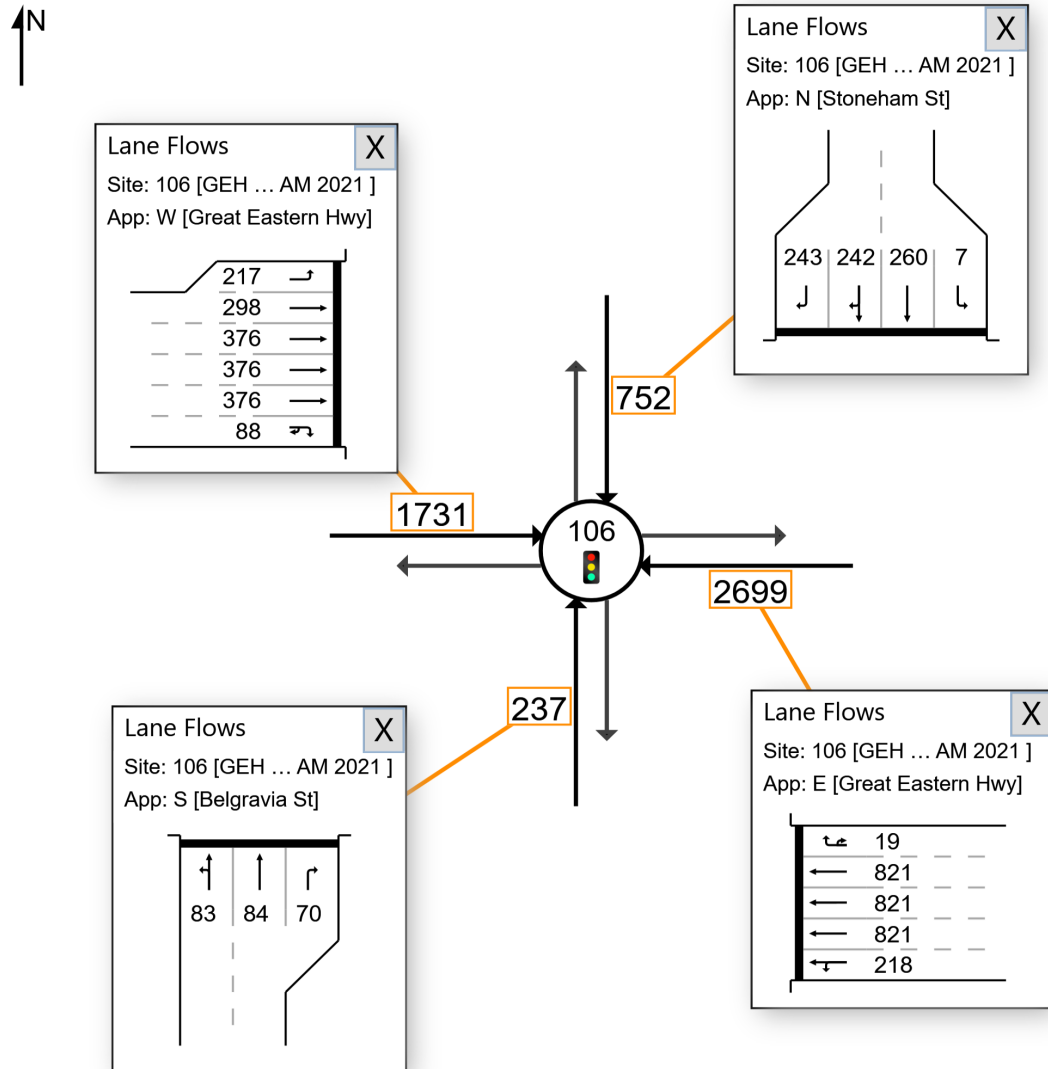 N
Lane Flows X
Site: 106 [GEH ... AM 2021 ]
App: N [Stoneham St]
243 242 260 7
Lane Flows X
Site: 106 [GEH ... AM 2021 ]
App: W [Great Eastern Hwy]
217
298
376
376
376
88
752
1731
106
2699
237
Lane Flows X
Site: 106 [GEH ... AM 2021 ]
App: S [Belgravia St]
83 84 70
Lane Flows X
Site: 106 [GEH ... AM 2021 ]
App: E [Great Eastern Hwy]
19
821
821
821
218